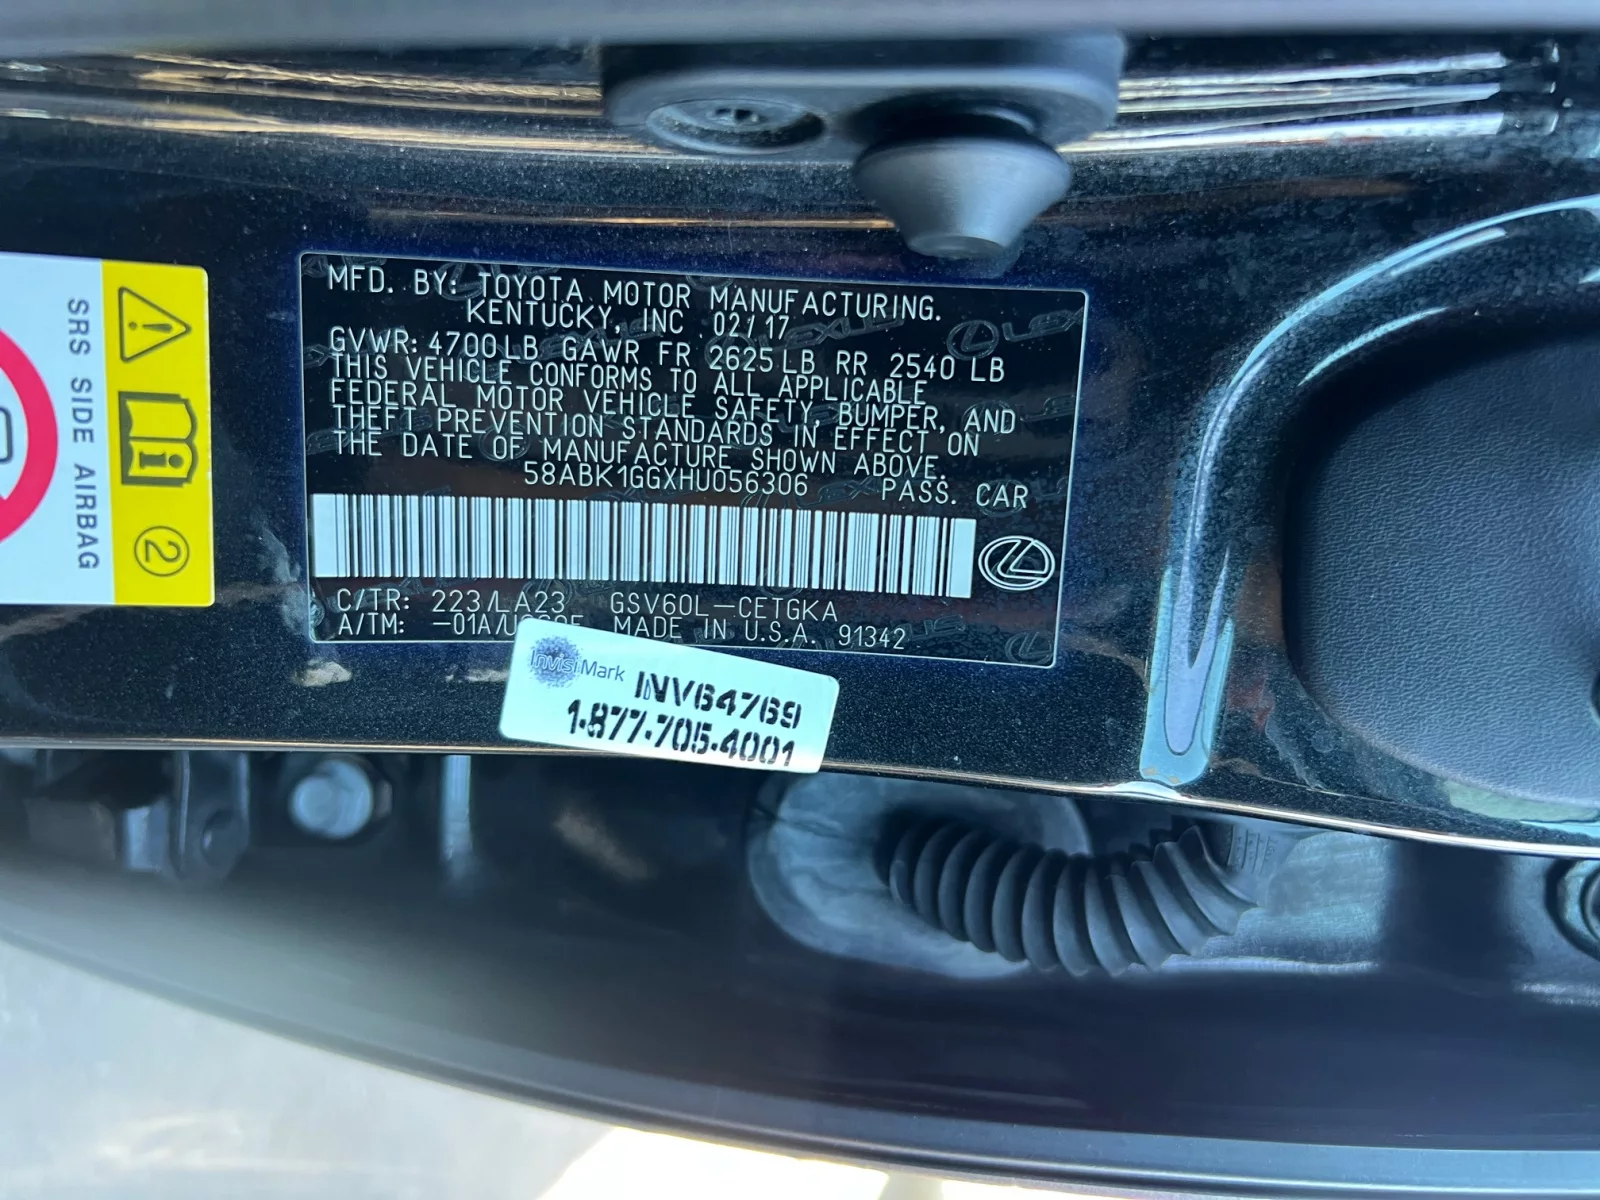 MFD. BY: TOYOTA MOTOR MANUFACTURING.
KENTUCKY, INC 02/17
GVWR: 4700LB GAWR FR 2625LB RR 2540 LB
THIS VEHICLE CONFORMS TO ALL APPLICABLE
FEDERAL MOTOR VEHICLE SAFETY, BUMPER, AND
THEFT PREVENTION STANDARDS IN EFFECT ON
THE DATE OF MANUFACTURE SHOWN ABOVE.
58ABK1GGXHU056306 PASS. CAR
C/TR: 223/LA23 GSV60L-CETGKA
A/TM: -01A/ MADE IN U.S.A. 91342
InvisiMark INV64769
1-877-705-4001
SRS SIDE AIRBAG
2
LEXUS